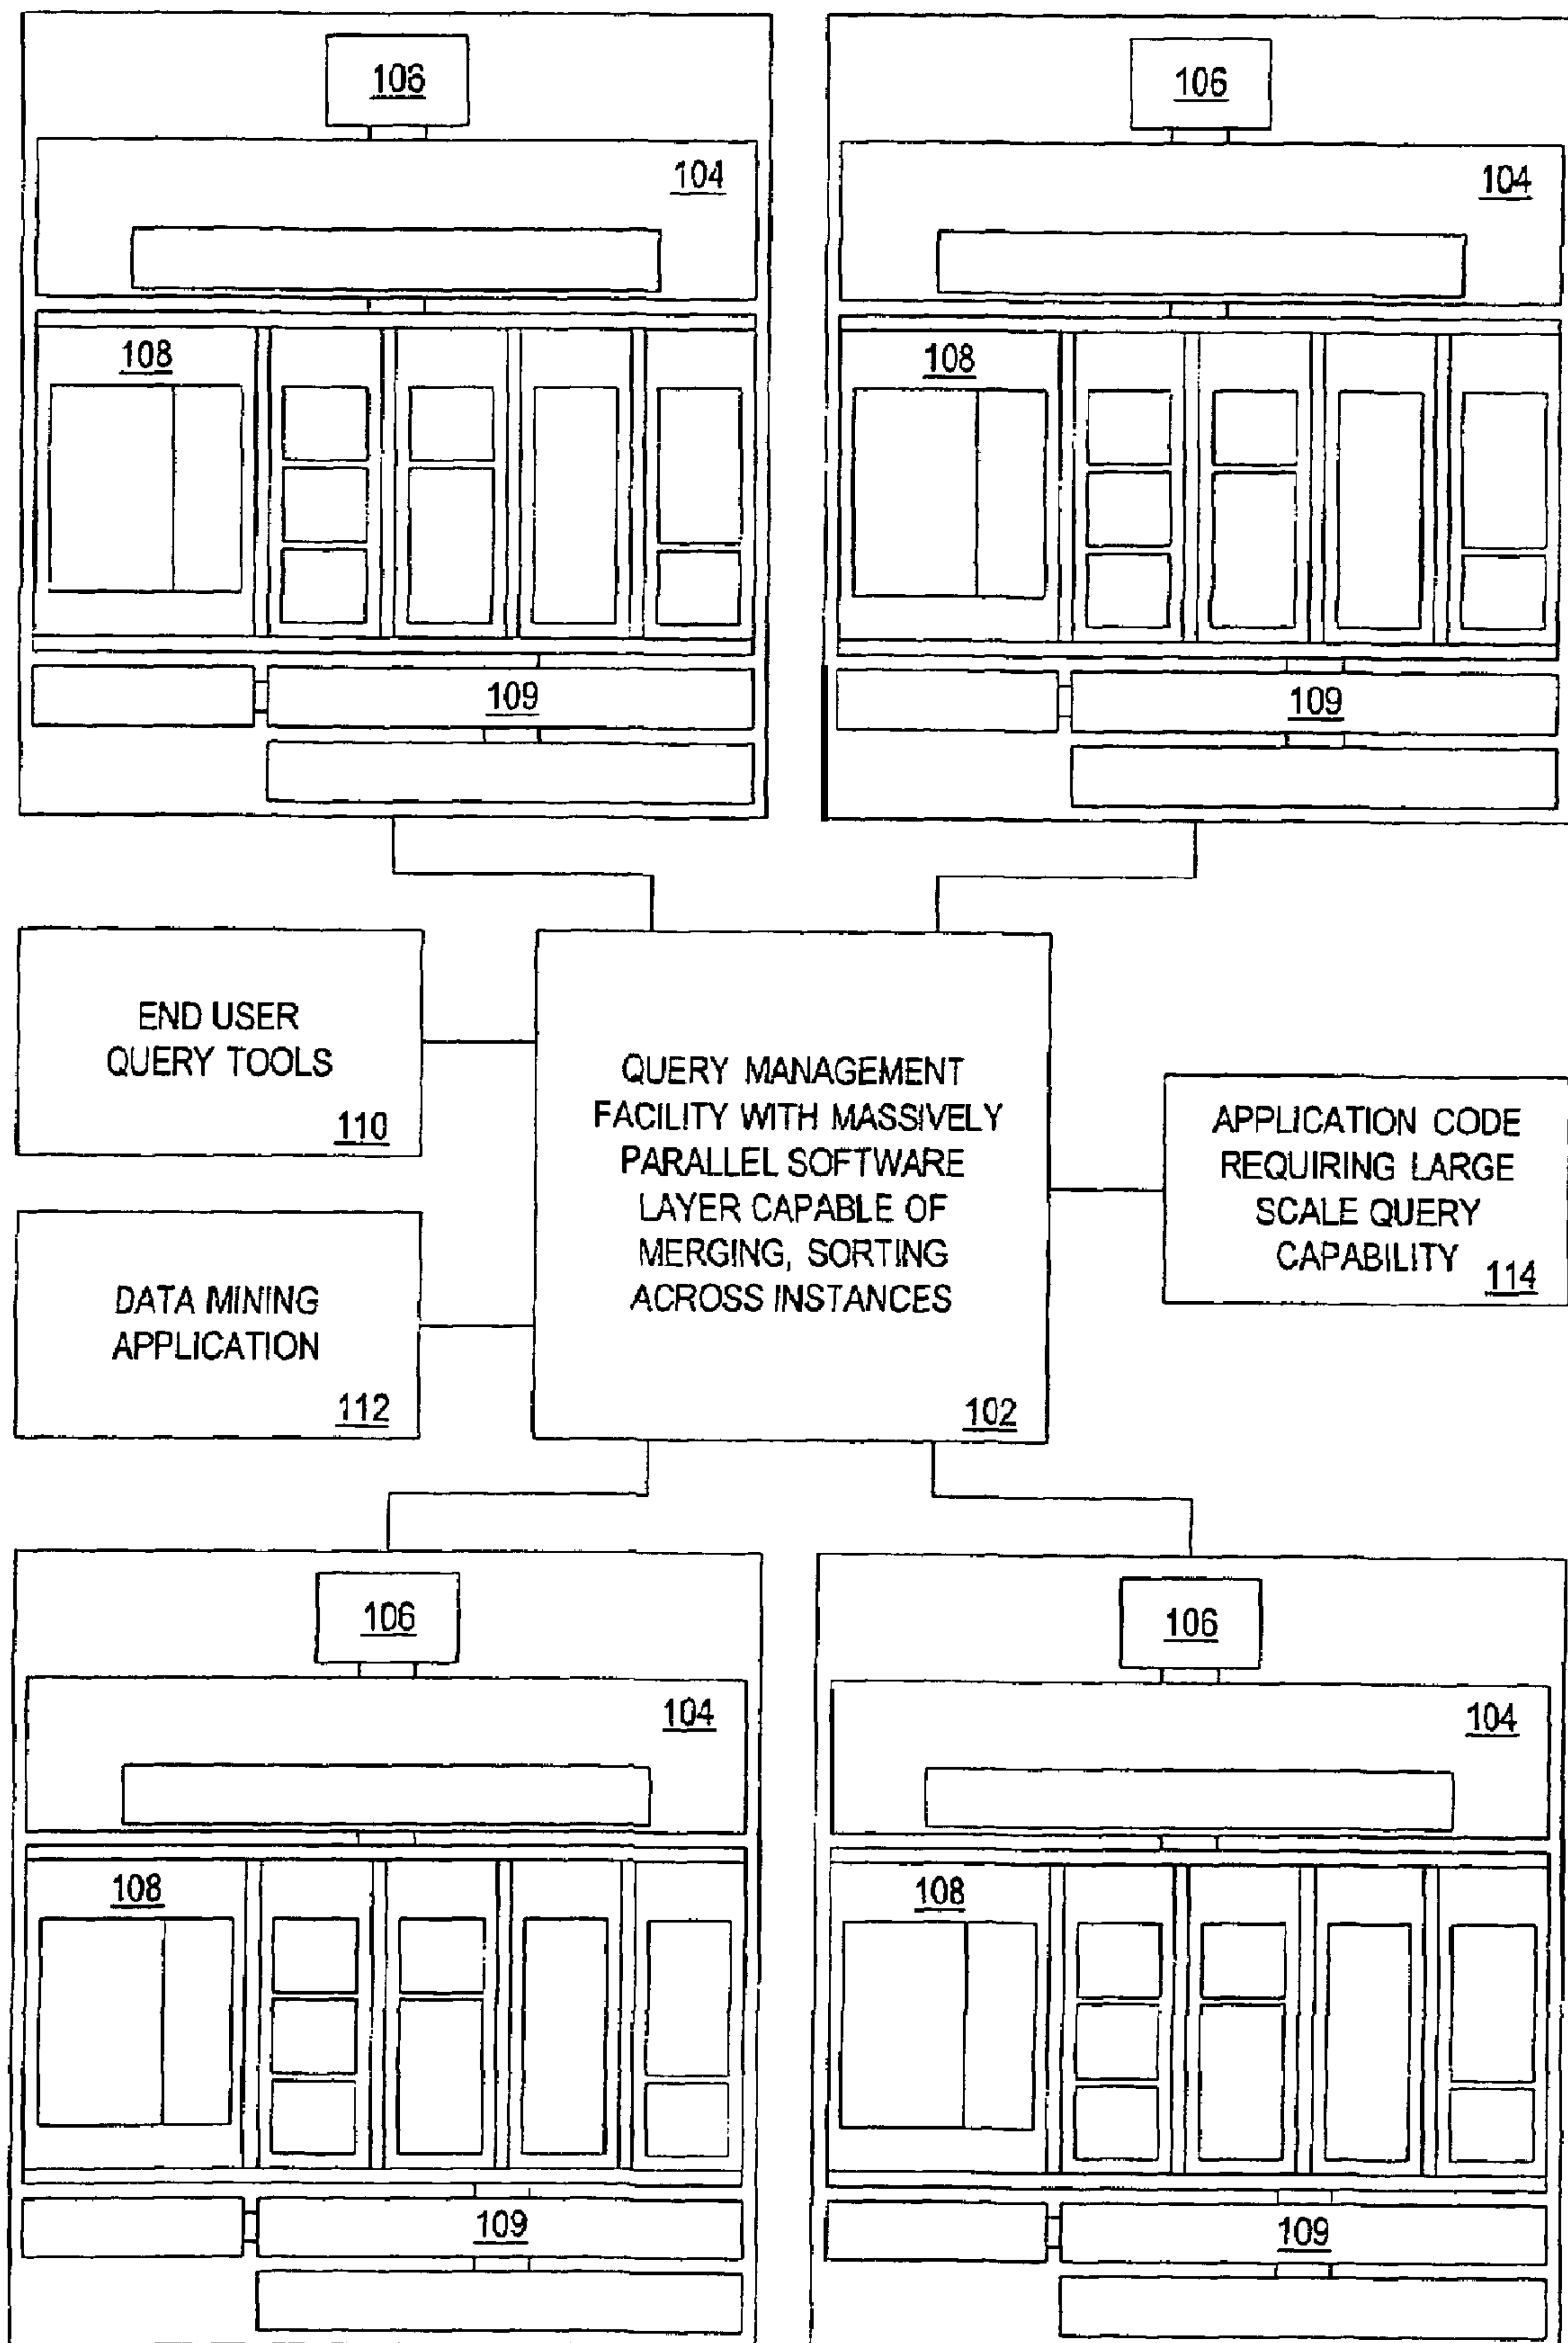 106
106
104
104
108
108
109
109
END USER
QUERY TOOLS
110
QUERY MANAGEMENT
FACILITY WITH MASSIVELY
PARALLEL SOFTWARE
LAYER CAPABLE OF
MERGING, SORTING
ACROSS INSTANCES
102
APPLICATION CODE
REQUIRING LARGE
SCALE QUERY
CAPABILITY
114
DATA MINING
APPLICATION
112
106
106
104
104
108
108
109
109